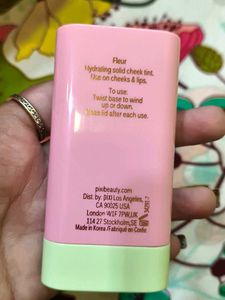 Fleur
Hydrating solid cheek tint.
Use on cheeks & lips.
To use:
Twist base to wind
up or down.
lid after each use.
pixibeauty.com
Dist. by: PIXI Los Angeles,
CA 90025 USA
London W1F 7PW,UK
114 27 Stockholm,SE
Made in Korea / Fabriqué en Corée